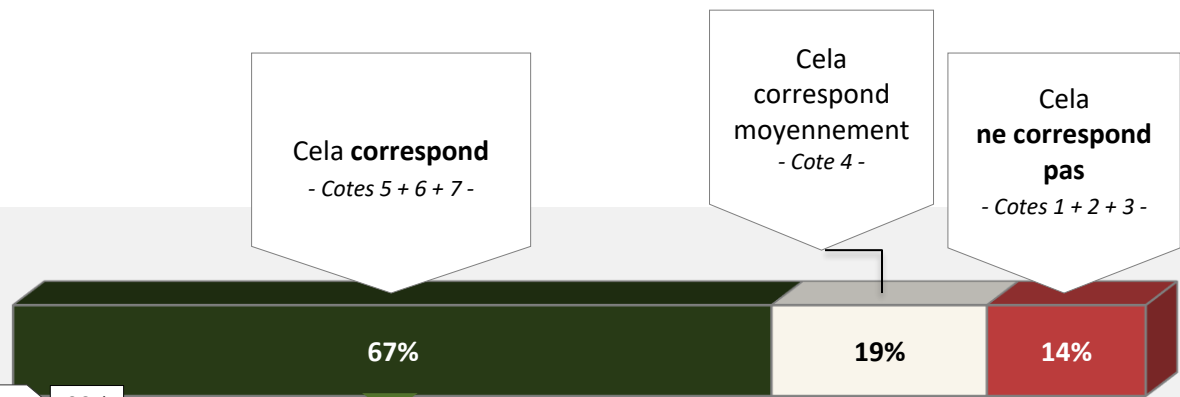 Cela correspond
- Cotes 5 + 6 + 7 -
Cela
correspond
moyennement
- Cote 4 -
Cela
ne correspond
pas
- Cotes 1 + 2 + 3 -
67%
19%
14%